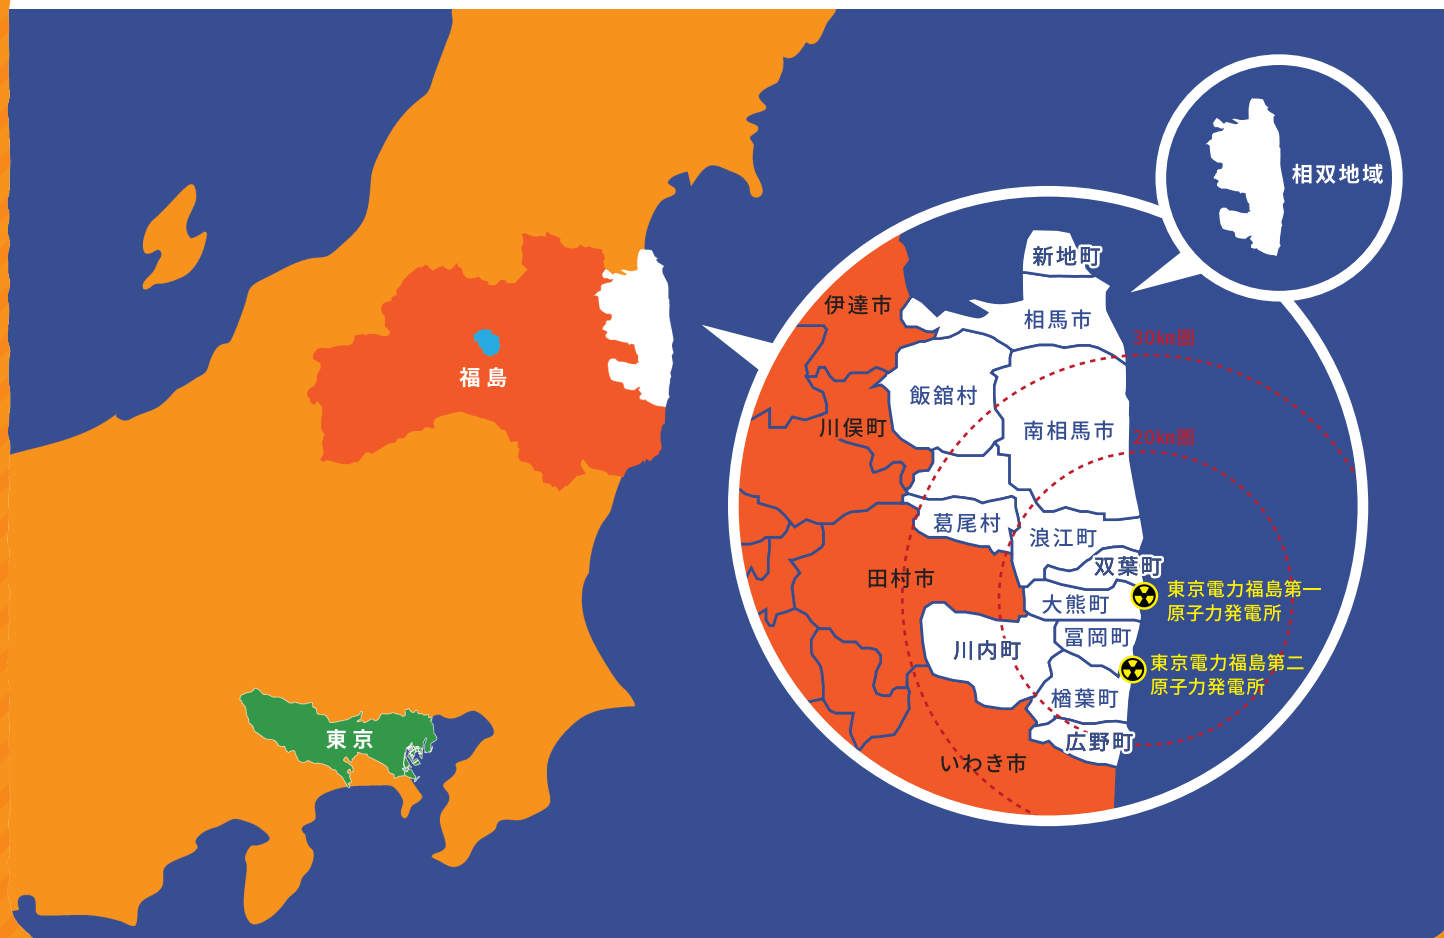 相双地域
新地町
伊達市
相馬市
30km圏
飯舘村
川俣町
南相馬市
20km圏
福島
葛尾村
浪江町
双葉町
田村市
大熊町
東京電力福島第一
原子力発電所
川内町
冨岡町
東京電力福島第二
原子力発電所
楢葉町
東京
広野町
いわき市